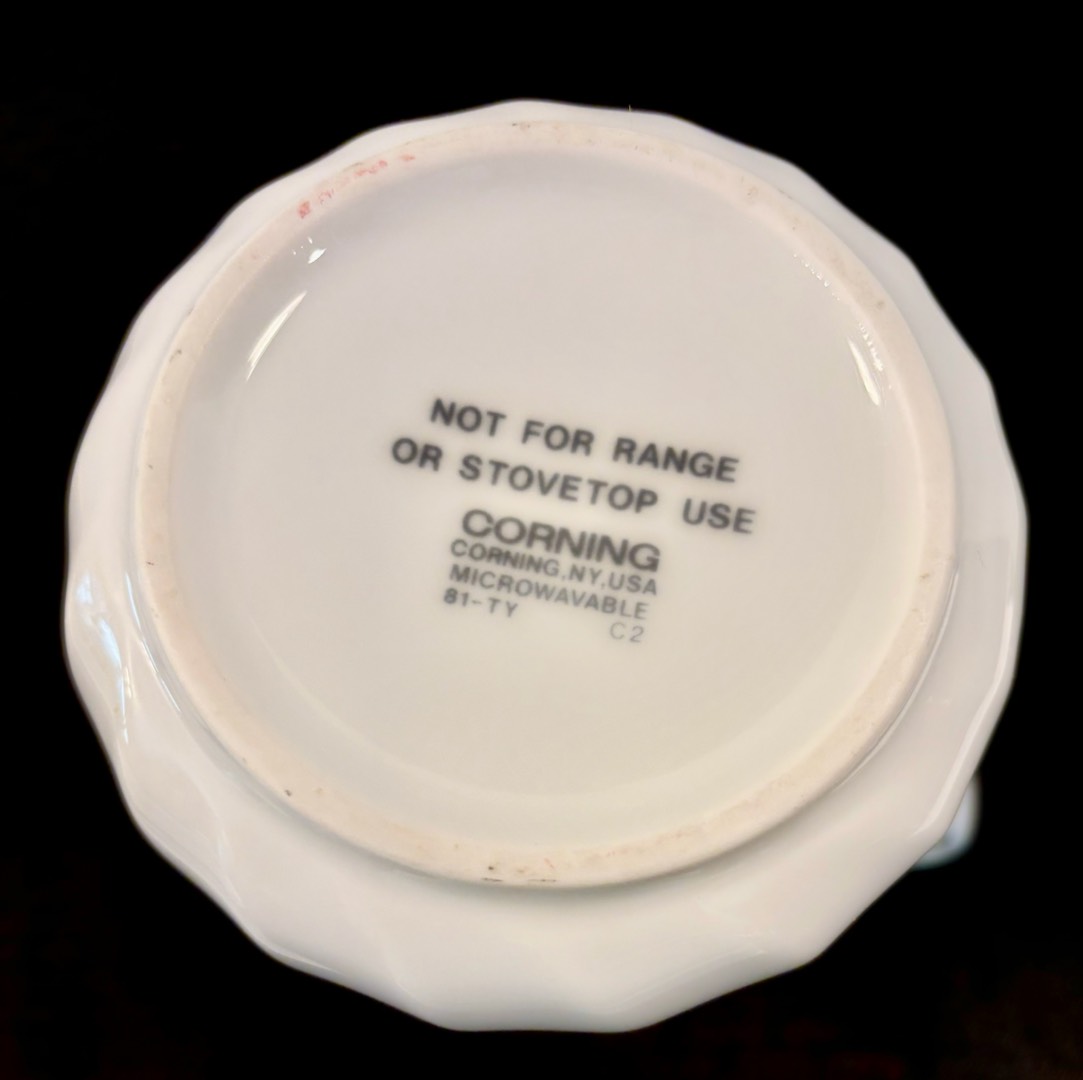 NOT FOR RANGE
OR STOVETOP USE
CORNING
CORNING, NY, USA
MICROWAVABLE
81-TY C2